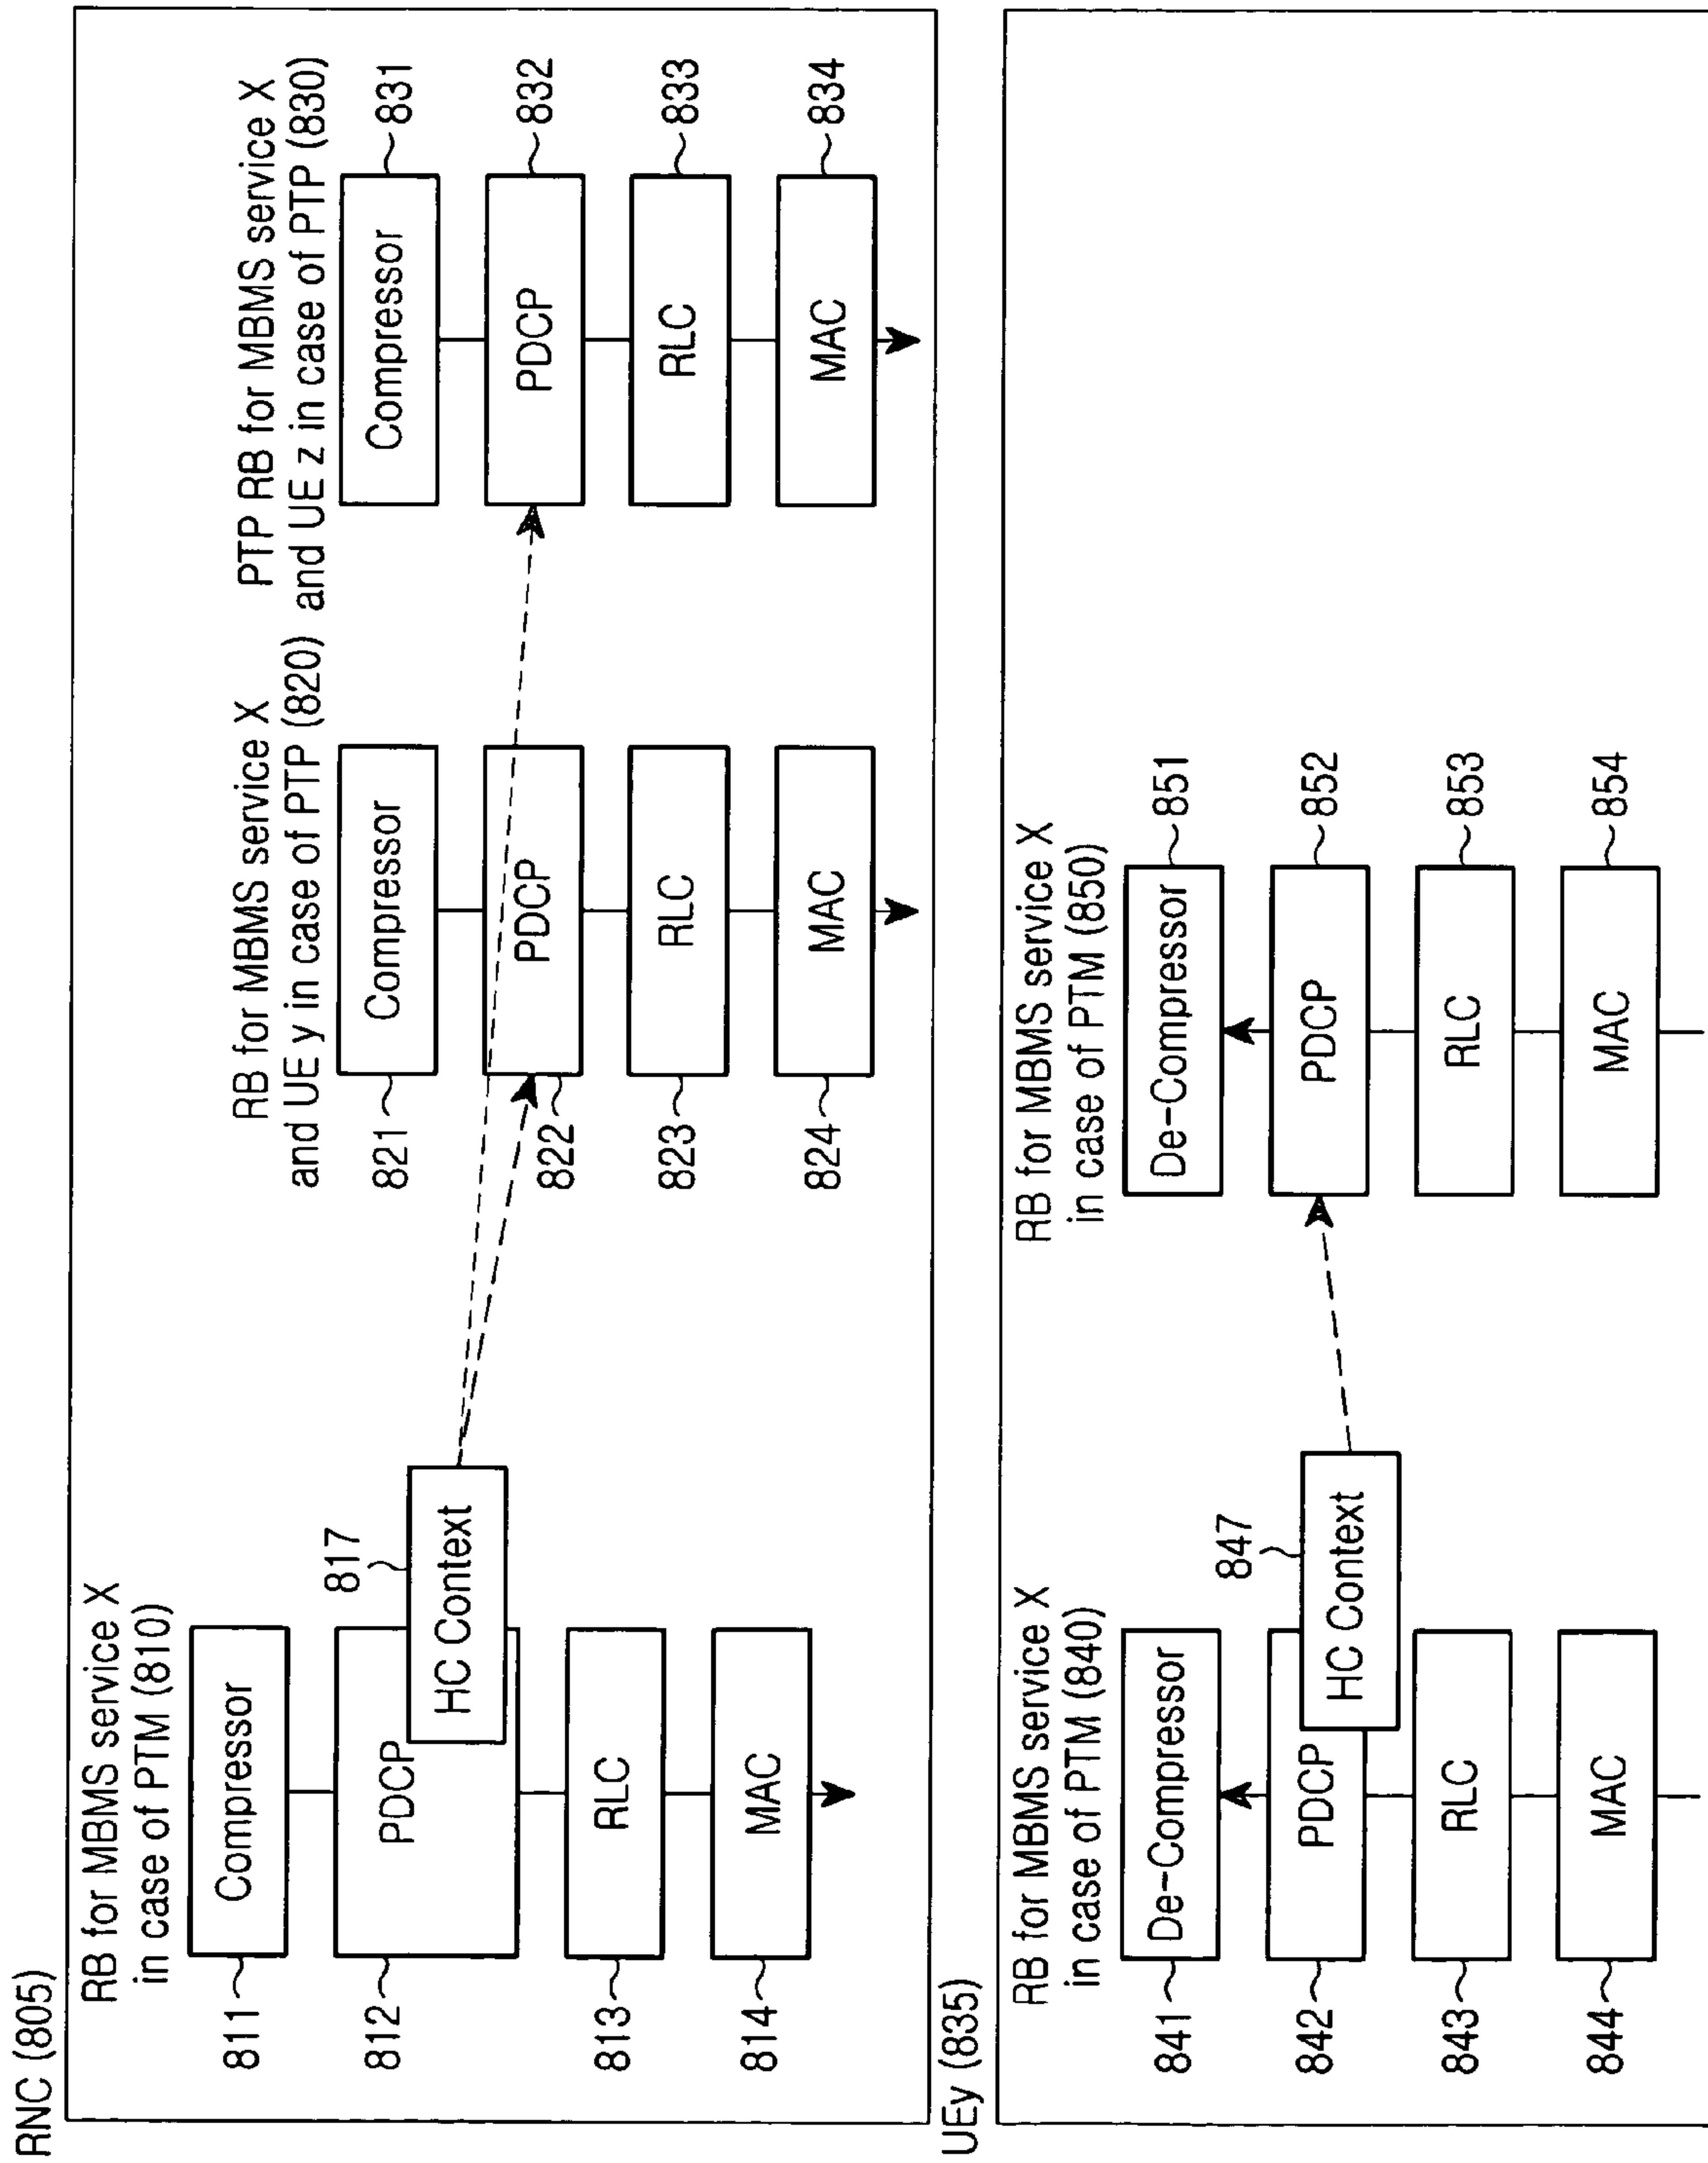 RNC (805)
RB for MBMS service X
in case of PTM (810)
811
Compressor
812
PDCP
817
HC Context
813
RLC
814
MAC
RB for MBMS service X
and UE y in case of PTP (820)
821
Compressor
822
PDCP
823
RLC
824
MAC
PTP RB for MBMS service X
and UE z in case of PTP (830)
Compressor
831
PDCP
832
RLC
833
MAC
834
UEy (835)
RB for MBMS service X
in case of PTM (840)
841
De-Compressor
842
PDCP
847
HC Context
843
RLC
844
MAC
RB for MBMS service X
in case of PTM (850)
De-Compressor
851
PDCP
852
RLC
853
MAC
854